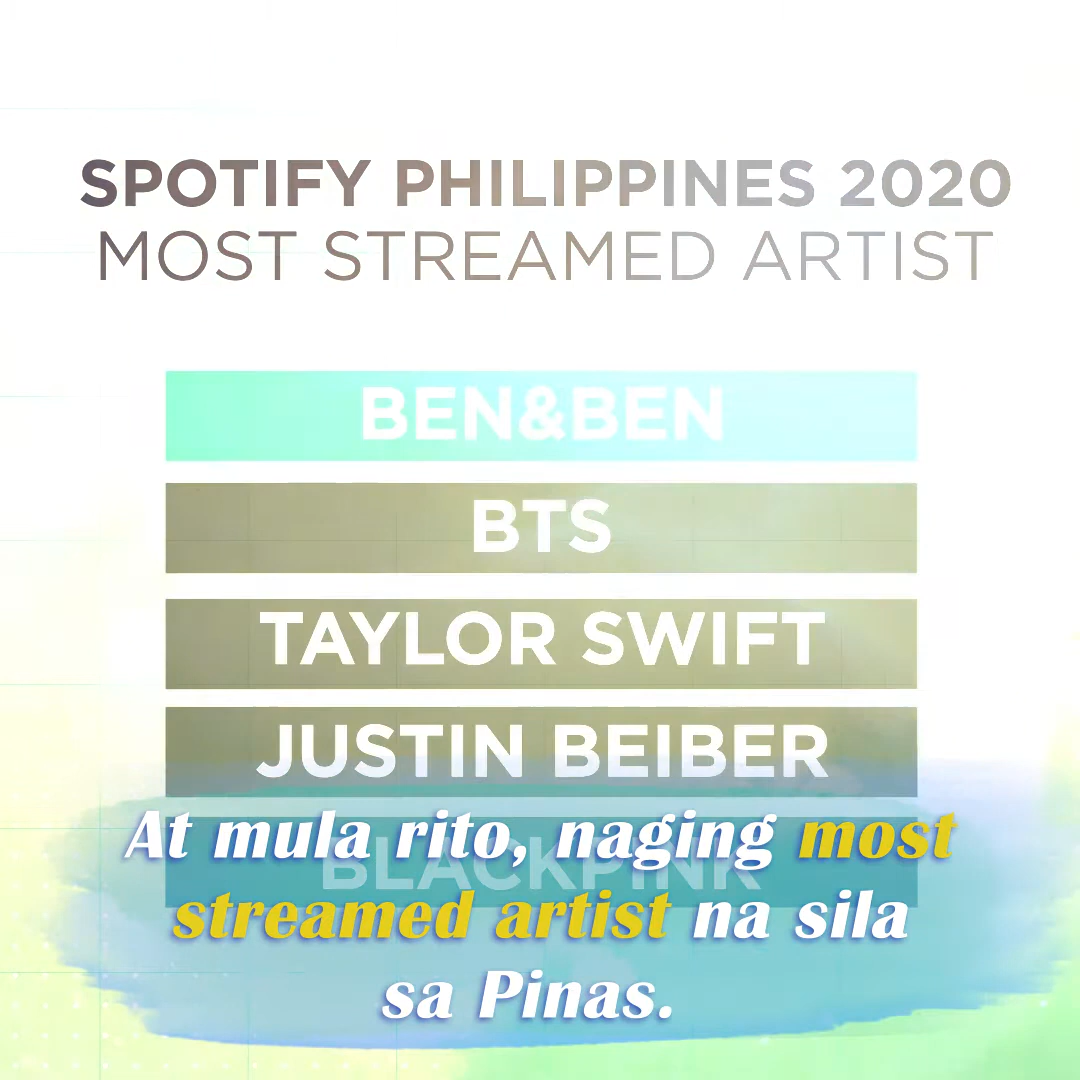 SPOTIFY PHILIPPINES 2020
MOST STREAMED ARTIST
BEN&BEN
BTS
TAYLOR SWIFT
JUSTIN BEIBER
BLACKPINK
At mula rito, naging most
streamed artist na sila
sa Pinas.